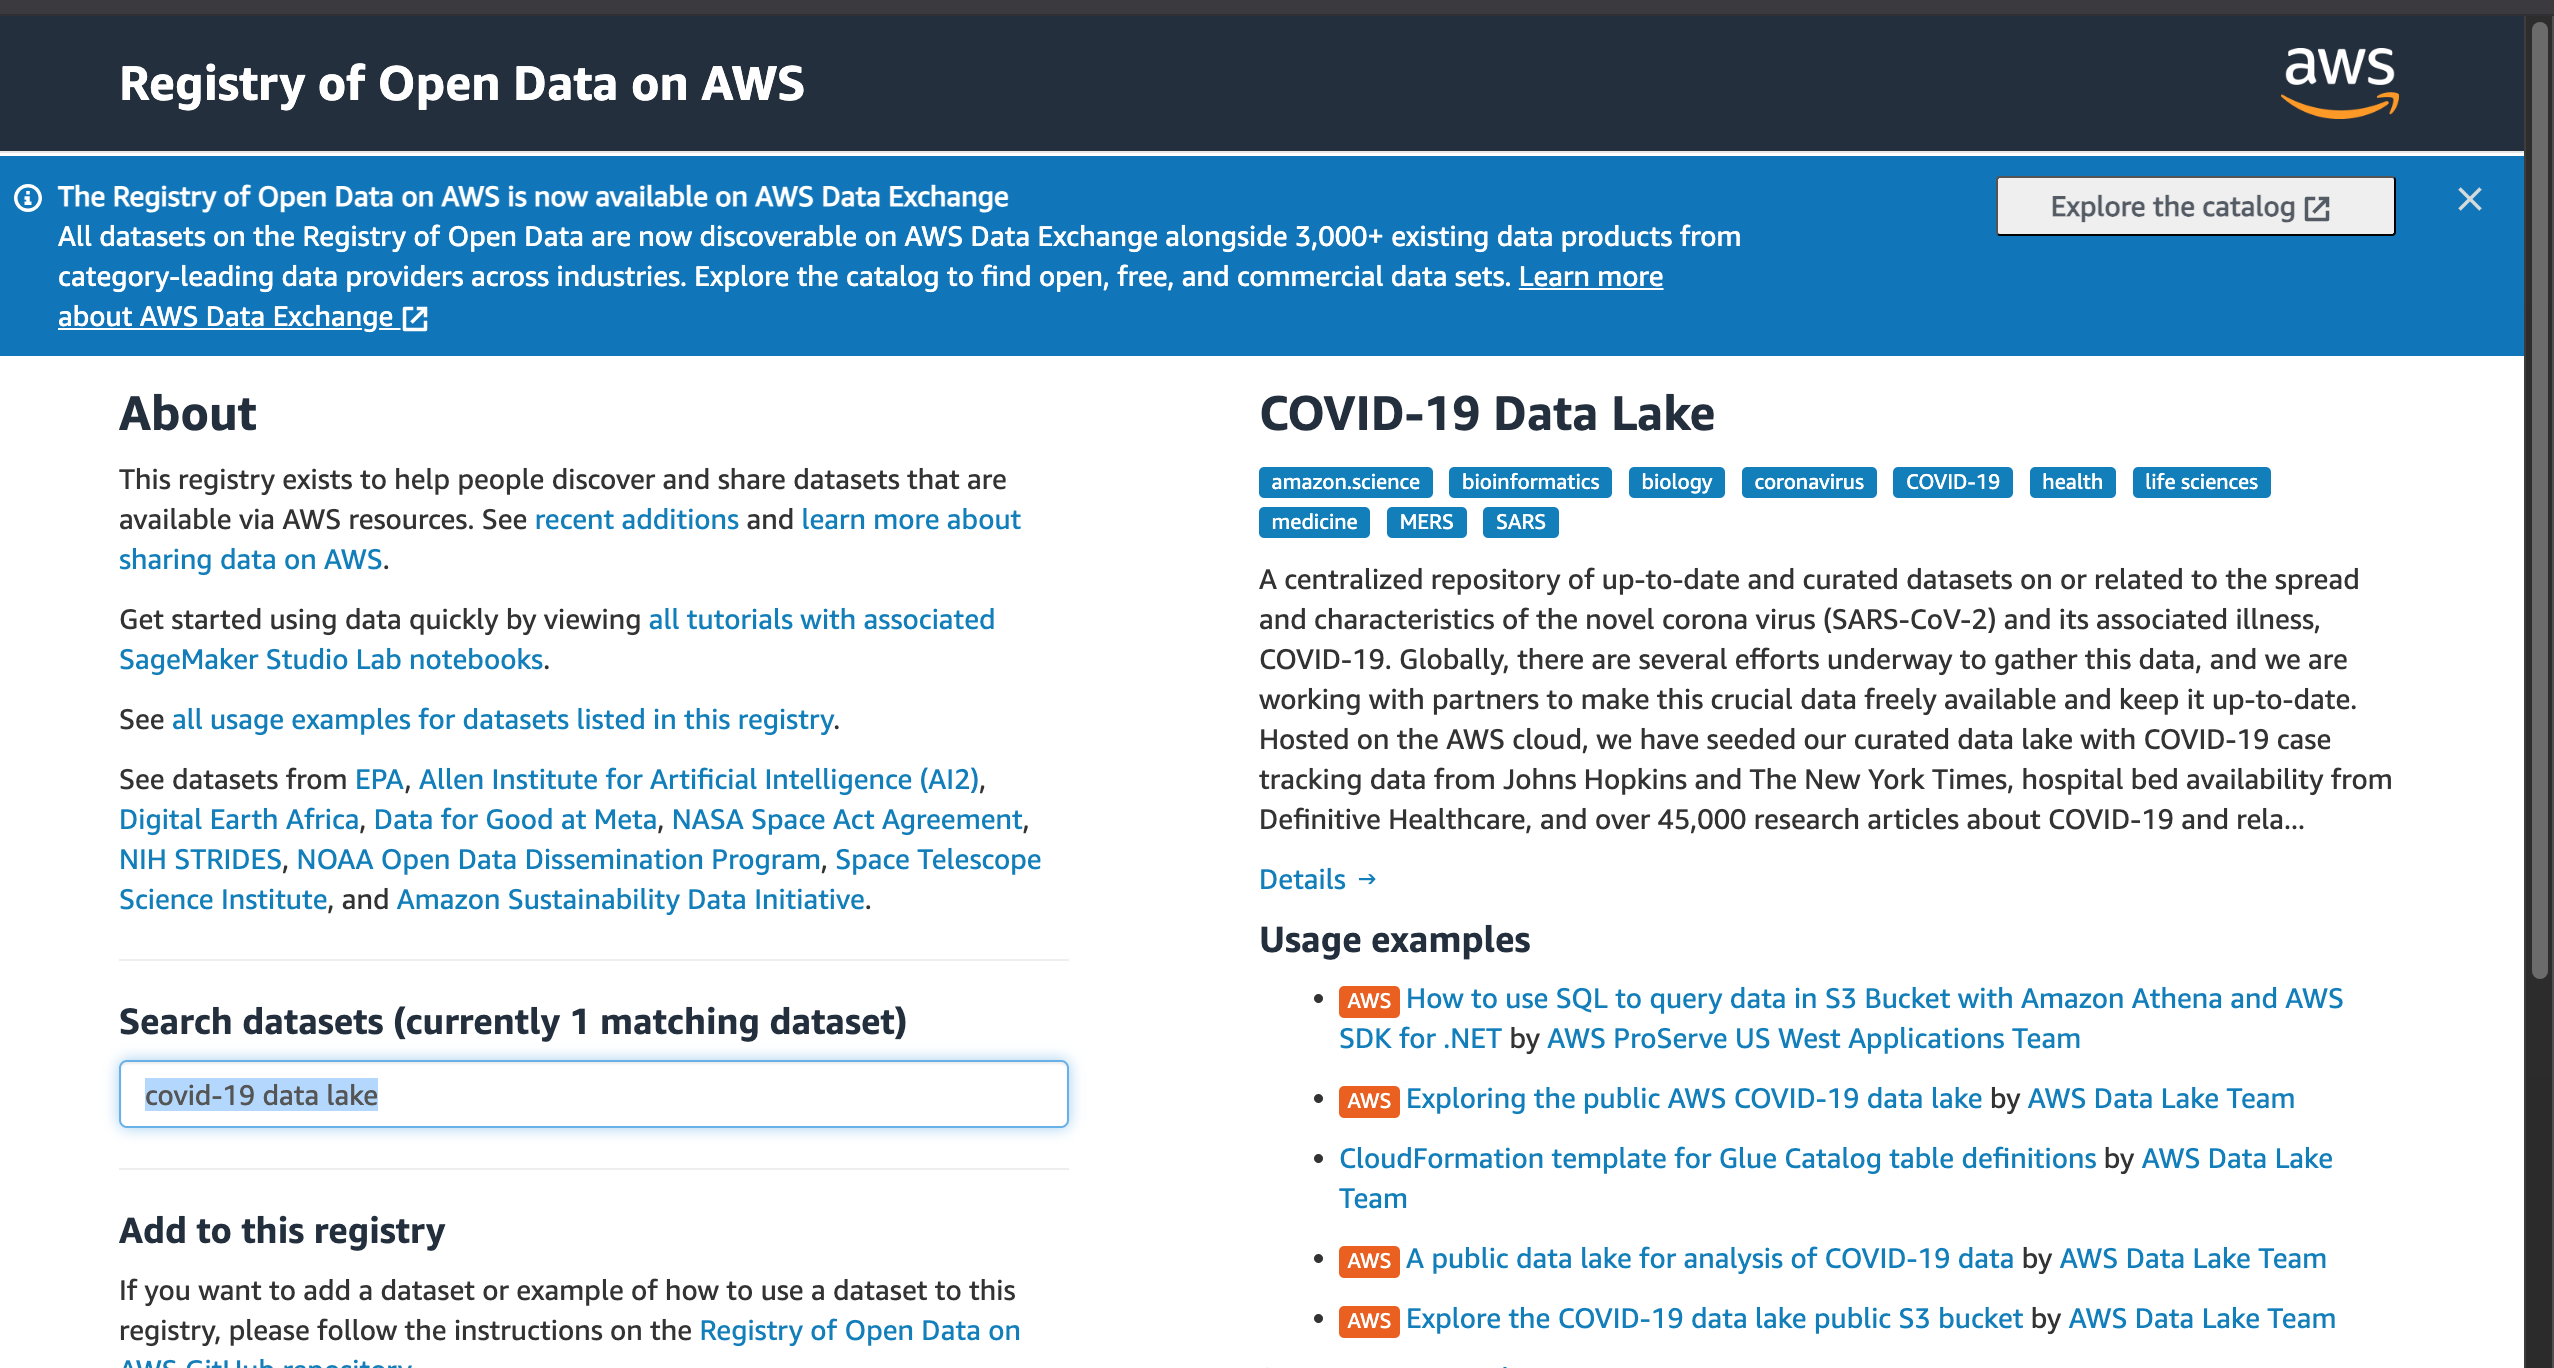 Registry of Open Data on AWS
aws
The Registry of Open Data on AWS is now available on AWS Data Exchange
All datasets on the Registry of Open Data are now discoverable on AWS Data Exchange alongside 3,000+ existing data products from
category-leading data providers across industries. Explore the catalog to find open, free, and commercial data sets. Learn more
about AWS Data Exchange
Explore the catalog
About
This registry exists to help people discover and share datasets that are
available via AWS resources. See recent additions and learn more about
sharing data on AWS.
Get started using data quickly by viewing all tutorials with associated
SageMaker Studio Lab notebooks.
See all usage examples for datasets listed in this registry.
See datasets from EPA, Allen Institute for Artificial Intelligence (AI2),
Digital Earth Africa, Data for Good at Meta, NASA Space Act Agreement,
NIH STRIDES, NOAA Open Data Dissemination Program, Space Telescope
Science Institute, and Amazon Sustainability Data Initiative.
Search datasets (currently 1 matching dataset)
covid-19 data lake
Add to this registry
If you want to add a dataset or example of how to use a dataset to this
registry, please follow the instructions on the Registry of Open Data on
AWS GitHub repository
COVID-19 Data Lake
amazon.science bioinformatics biology coronavirus COVID-19 health life sciences
medicine MERS SARS
A centralized repository of up-to-date and curated datasets on or related to the spread
and characteristics of the novel corona virus (SARS-CoV-2) and its associated illness,
COVID-19. Globally, there are several efforts underway to gather this data, and we are
working with partners to make this crucial data freely available and keep it up-to-date.
Hosted on the AWS cloud, we have seeded our curated data lake with COVID-19 case
tracking data from Johns Hopkins and The New York Times, hospital bed availability from
Definitive Healthcare, and over 45,000 research articles about COVID-19 and rela...
Details →
Usage examples
• AWS How to use SQL to query data in S3 Bucket with Amazon Athena and AWS
SDK for .NET by AWS ProServe US West Applications Team
• AWS Exploring the public AWS COVID-19 data lake by AWS Data Lake Team
• CloudFormation template for Glue Catalog table definitions by AWS Data Lake
Team
• AWS A public data lake for analysis of COVID-19 data by AWS Data Lake Team
• AWS Explore the COVID-19 data lake public S3 bucket by AWS Data Lake Team